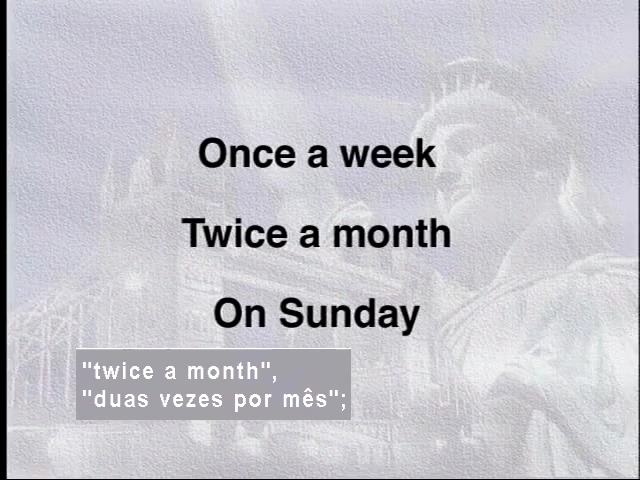 Once a week
Twice a month
On Sunday
"twice a month",
"duas vezes por mês";